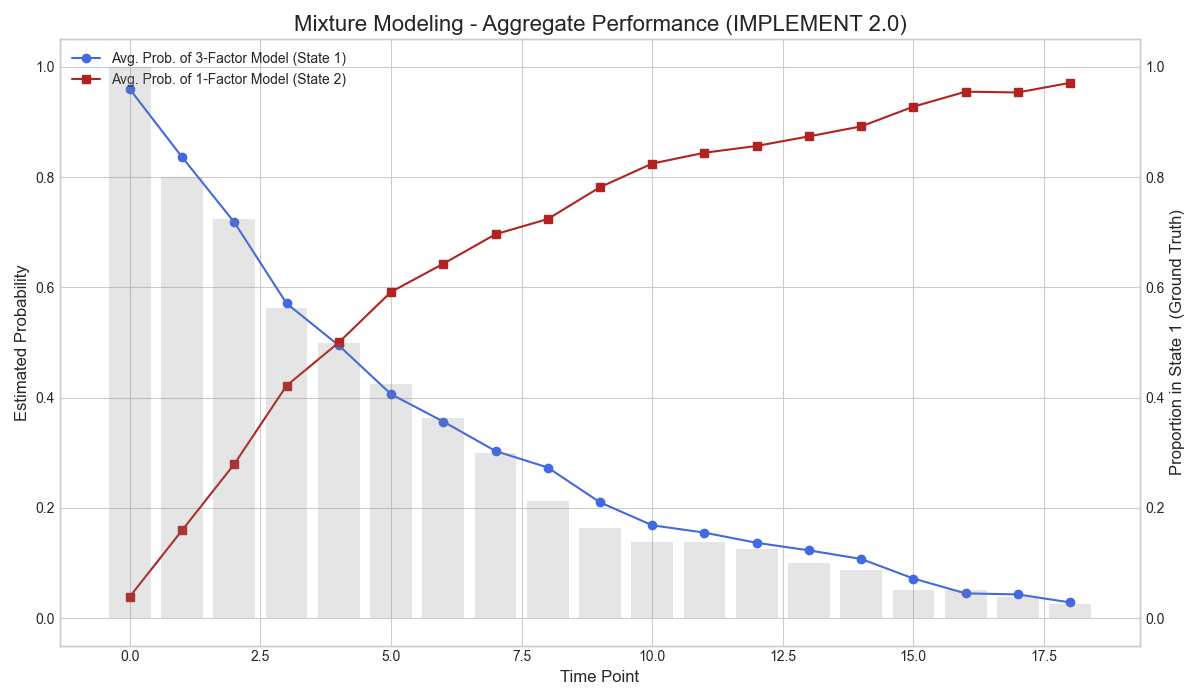 Mixture Modeling - Aggregate Performance (IMPLEMENT 2.0)
Avg. Prob. of 3-Factor Model (State 1)
Avg. Prob. of 1-Factor Model (State 2)
Estimated Probability
1.0
0.8
0.6
0.4
0.2
0.0
1.0
0.8
0.6
0.4
0.2
0.0
Proportion in State 1 (Ground Truth)
0.0 2.5 5.0 7.5 10.0 12.5 15.0 17.5
Time Point